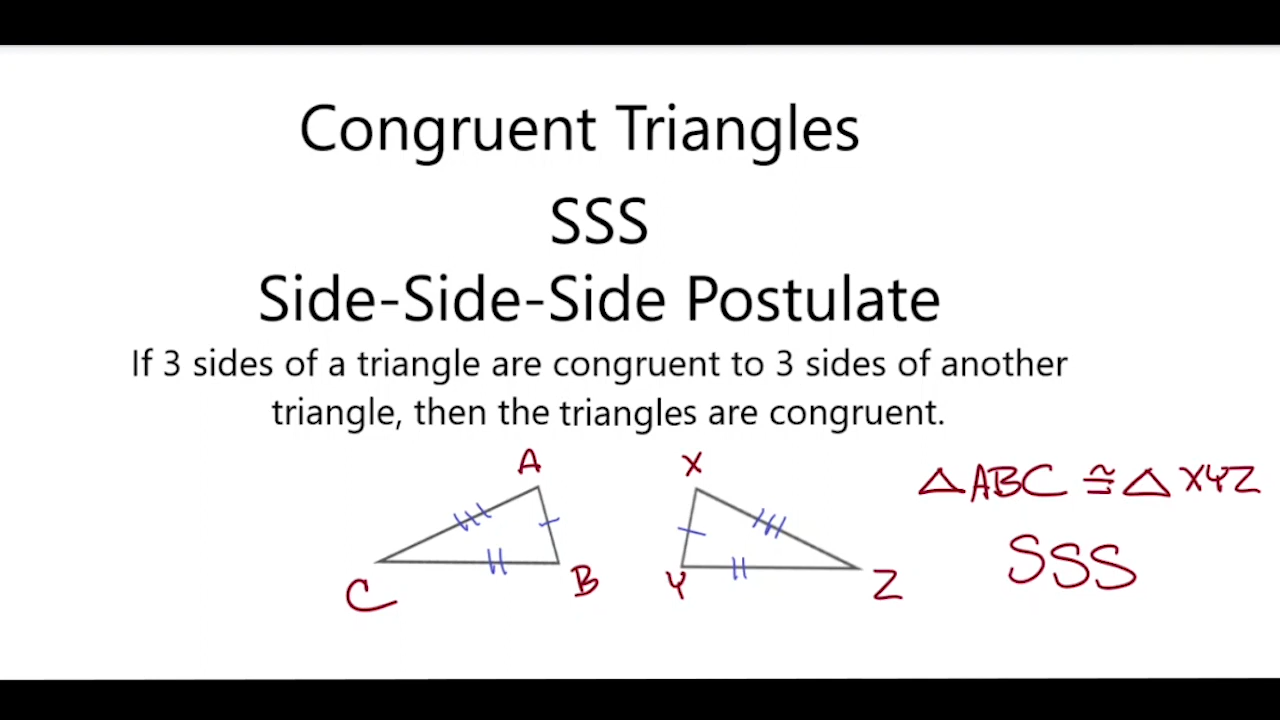 Congruent Triangles
SSS
Side-Side-Side Postulate
If 3 sides of a triangle are congruent to 3 sides of another
triangle, then the triangles are congruent.
A
X
△ABC ≅ △XYZ
SSS
C
B
Y
Z